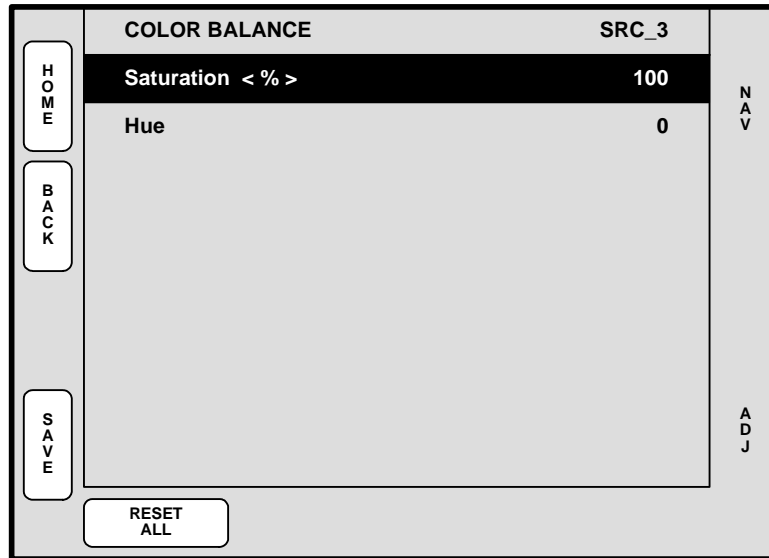 COLOR BALANCE SRC_3
HOME
Saturation < % > 100
NAV
Hue 0
BACK
SAVE
ADJ
RESET
ALL